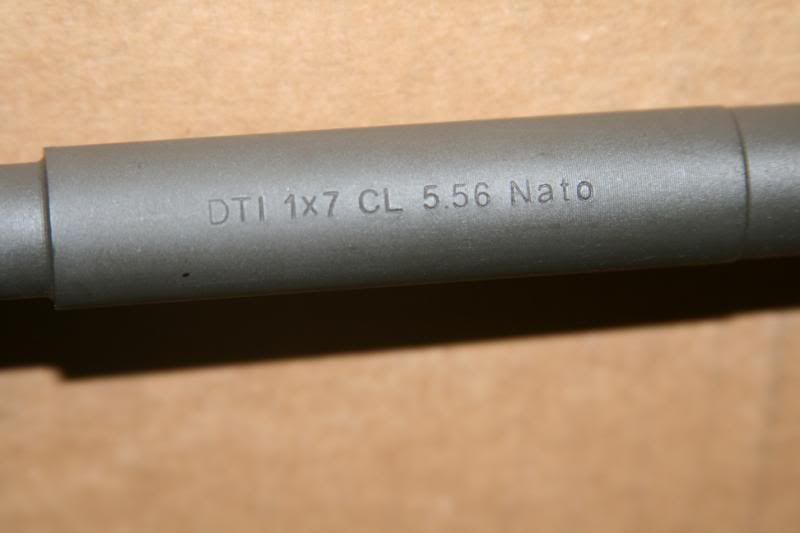 DTI 1x7 CL 5.56 Nato